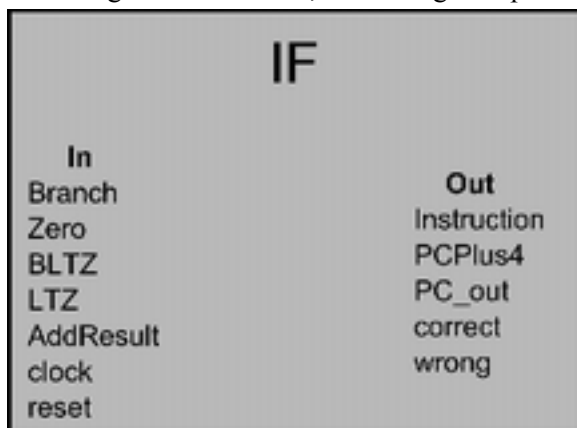 IF
In
Branch
Zero
BLTZ
LTZ
AddResult
clock
reset
Out
Instruction
PCPlus4
PC_out
correct
wrong